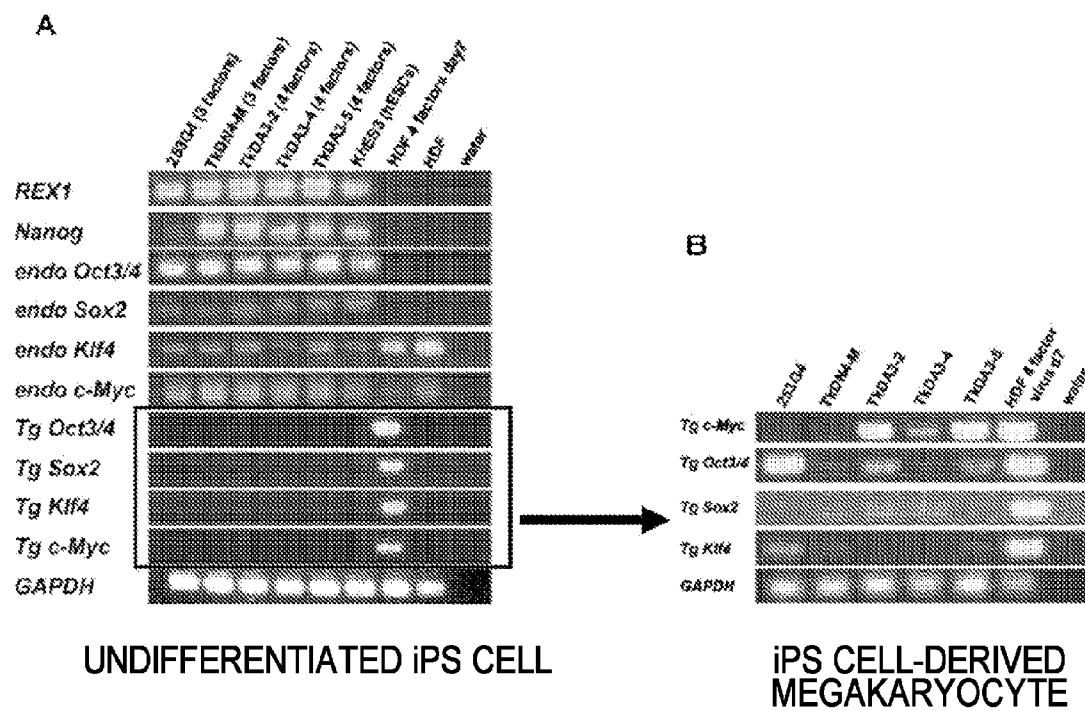 A
253G4 (3 factors)
TkDN4-M (3 factors)
TkDA3-2 (4 factors)
TkDA3-4 (4 factors)
TkDA3-5 (4 factors)
KhES3 (hESCs)
HDF 4 factors day7
HDF
water
REX1
Nanog
endo Oct3/4
endo Sox2
endo Klf4
endo c-Myc
Tg Oct3/4
Tg Sox2
Tg Klf4
Tg c-Myc
GAPDH
UNDIFFERENTIATED iPS CELL
B
253G4
TkDN4-M
TkDA3-2
TkDA3-4
TkDA3-5
HDF 4 factor
virus d7
water
Tg c-Myc
Tg Oct3/4
Tg Sox2
Tg Klf4
GAPDH
iPS CELL-DERIVED
MEGAKARYOCYTE